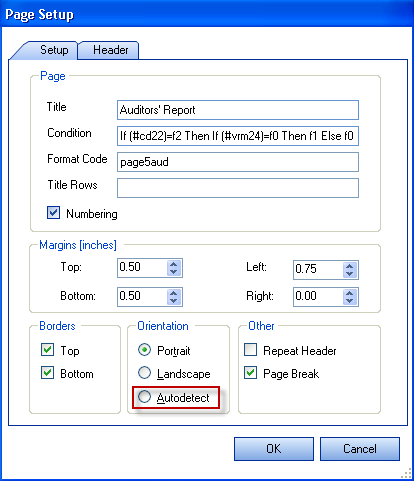 Page Setup
Setup Header
Page
Title Auditors' Report
Condition If (#cd22)=f2 Then If (#vrm24)=f0 Then f1 Else f0
Format Code page5aud
Title Rows
Numbering
Margins [inches]
Top: 0.50 Left: 0.75
Bottom: 0.50 Right: 0.00
Borders Orientation Other
Top Portrait Repeat Header
Bottom Landscape Page Break
Autodetect
OK Cancel